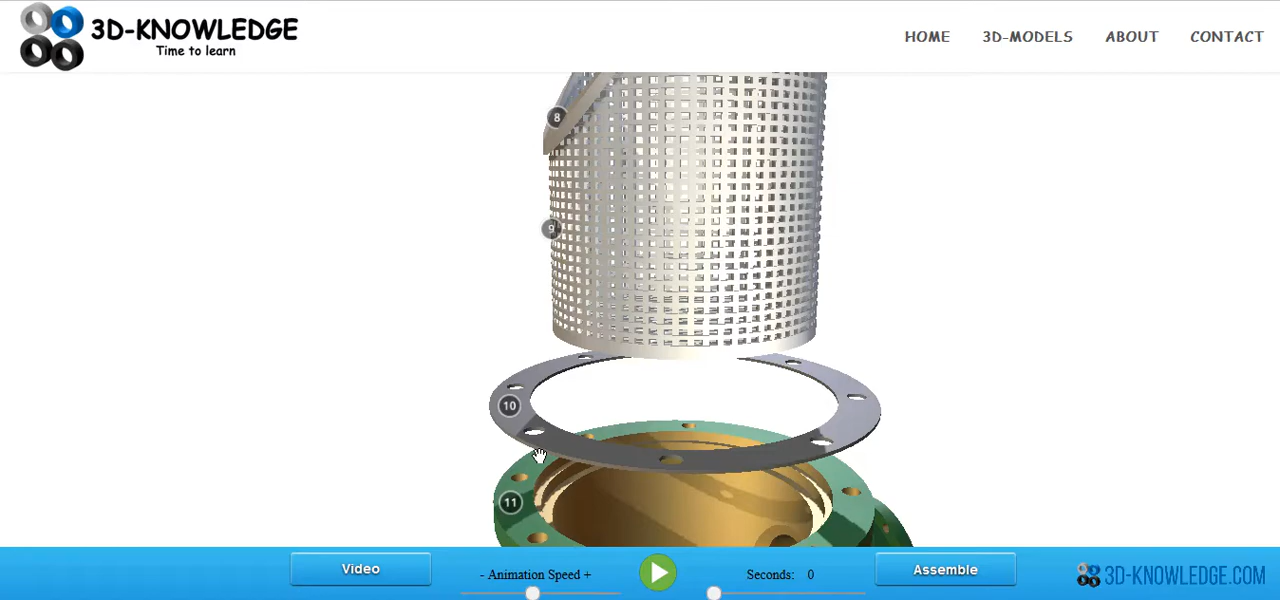 3D-KNOWLEDGE
Time to learn
HOME 3D-MODELS ABOUT CONTACT
8
9
10
11
Video
- Animation Speed +
Seconds: 0
Assemble
3D-KNOWLEDGE.COM